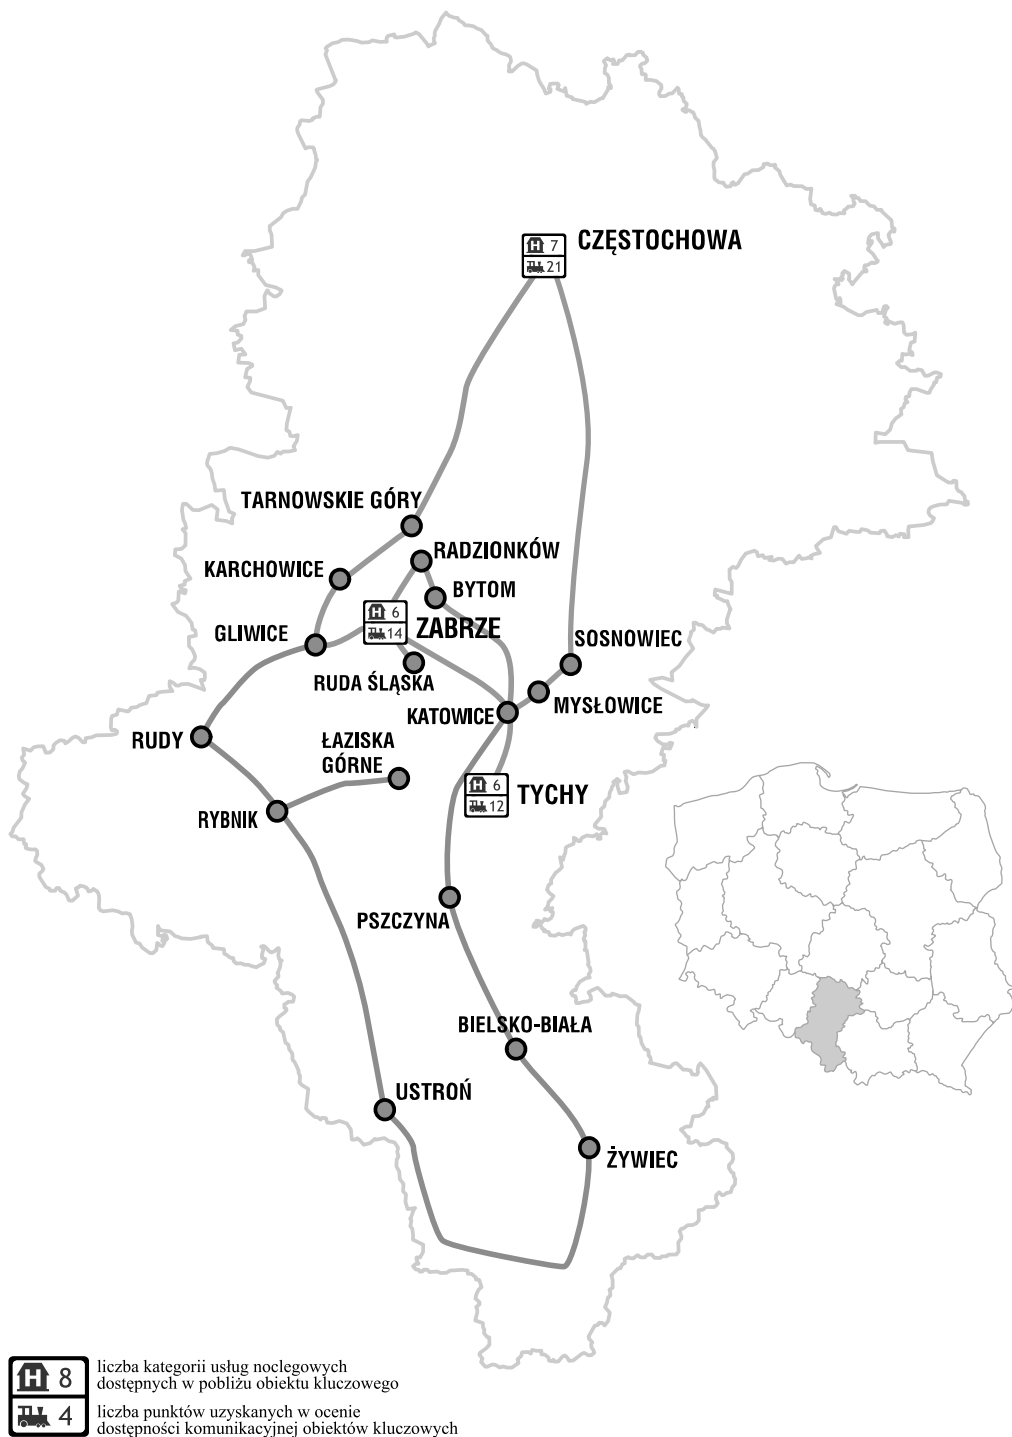 7
21
CZĘSTOCHOWA
TARNOWSKIE GÓRY
RADZIONKÓW
KARCHOWICE
BYTOM
6
14
ZABRZE
GLIWICE
SOSNOWIEC
RUDA ŚLĄSKA
MYSŁOWICE
KATOWICE
RUDY
ŁAZISKA
GÓRNE
6
12
TYCHY
RYBNIK
PSZCZYNA
BIELSKO-BIAŁA
USTROŃ
ŻYWIEC
H 8
liczba kategorii usług noclegowych
dostępnych w pobliżu obiektu kluczowego
4
liczba punktów uzyskanych w ocenie
dostępności komunikacyjnej obiektów kluczowych